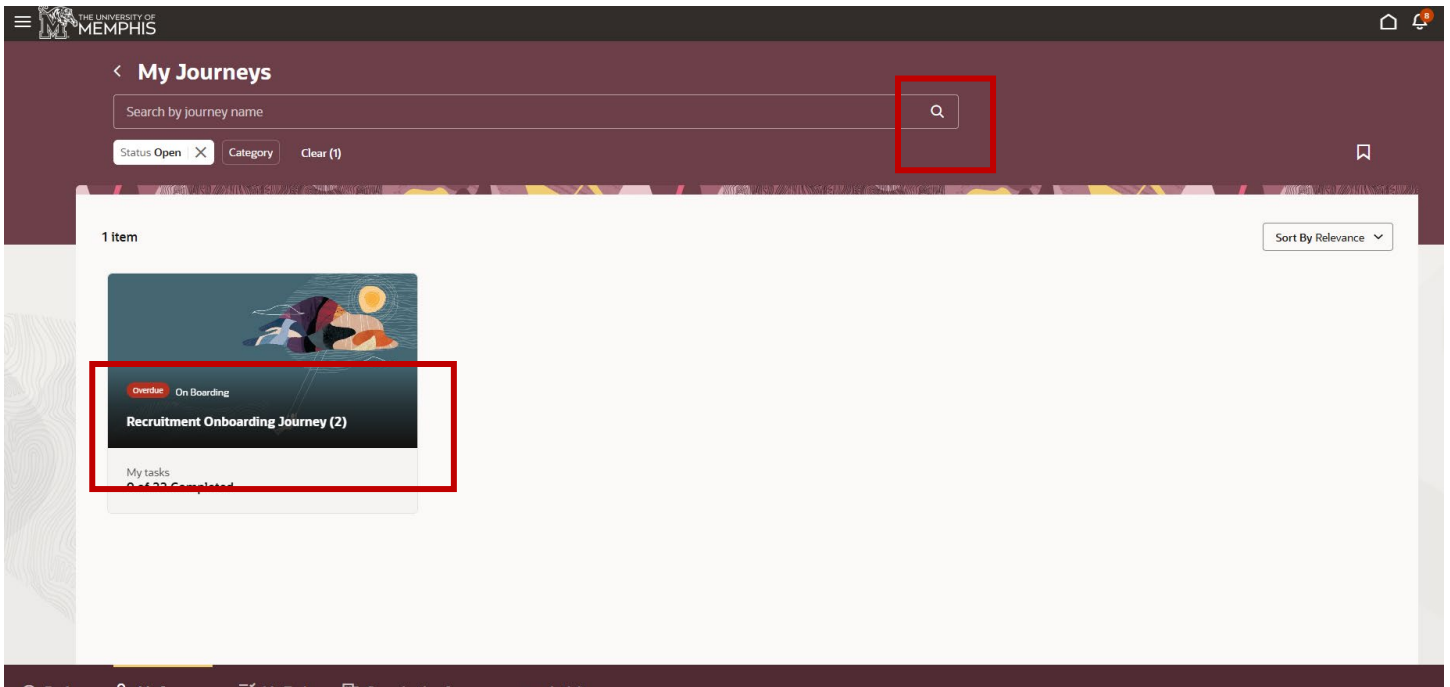 THE UNIVERSITY OF
MEMPHIS
8
My Journeys
Search by journey name
Status Open
Category
Clear (1)
1 item
Sort By Relevance
Overdue On Boarding
Recruitment Onboarding Journey (2)
My tasks